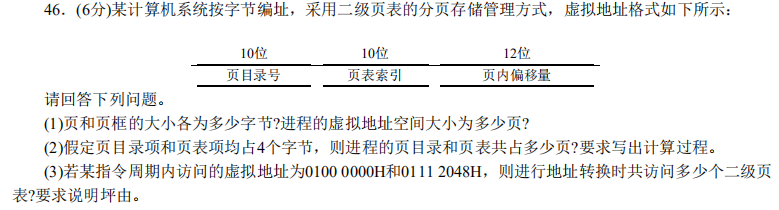 46．(6分)某计算机系统按字节编址，采用二级页表的分页存储管理方式，虚拟地址格式如下所示：
10位 10位 12位
页目录号 页表索引 页内偏移量
请回答下列问题。
(1)页和页框的大小各为多少字节?进程的虚拟地址空间大小为多少页?
(2)假定页目录项和页表项均占4个字节，则进程的页目录和页表共占多少页?要求写出计算过程。
(3)若某指令周期内访问的虚拟地址为0100 0000H和0111 2048H，则进行地址转换时共访问多少个二级页
表?要求说明坪由。